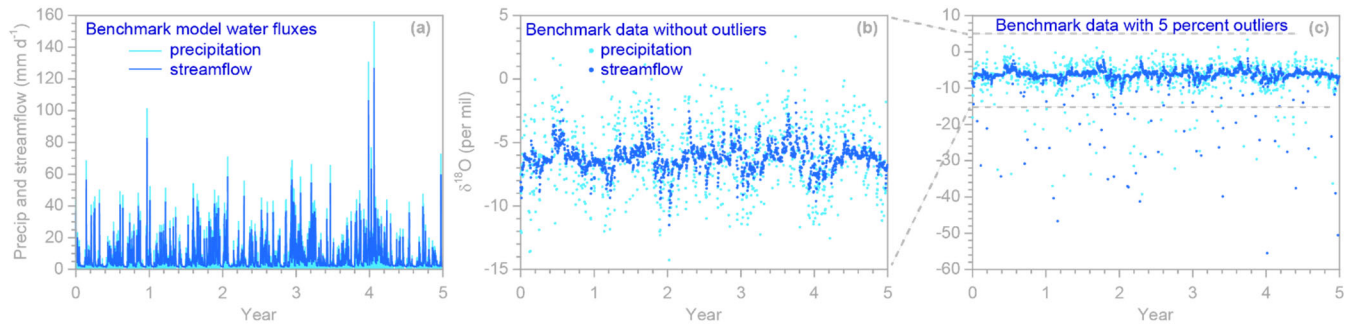 Benchmark model water fluxes
(a)
precipitation
streamflow
Precip and streamflow (mm d⁻¹)
160
140
120
100
80
60
40
20
0
0
1
2
3
4
5
Year
Benchmark data without outliers
(b)
precipitation
streamflow
δ¹⁸O (per mil)
5
0
-5
-10
-15
0
1
2
3
4
5
Year
Benchmark data with 5 percent outliers
(c)
10
0
-10
-20
-30
-40
-50
-60
0
1
2
3
4
5
Year